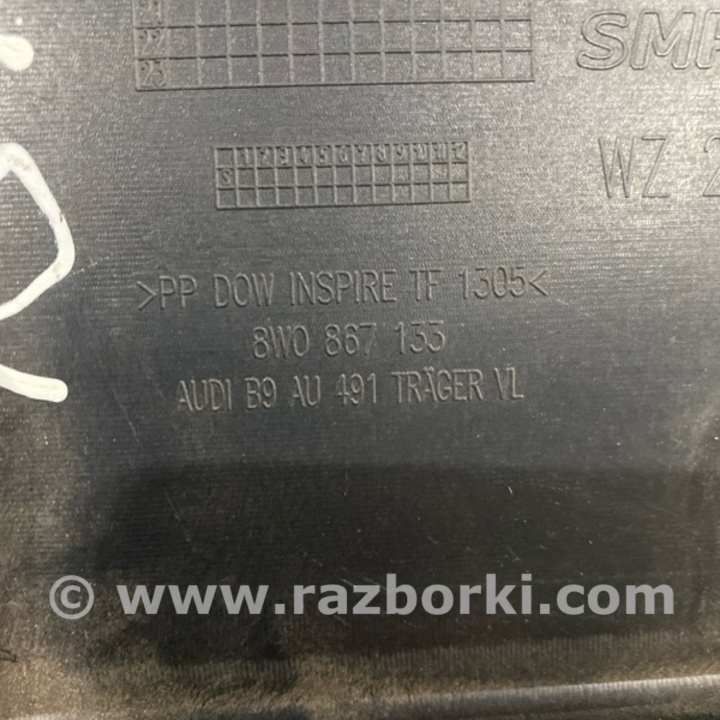 21
22
23
SMP
1 2 3 4 5 6 7 8 9 10 11 12
S
WZ 2
>PP DOW INSPIRE TF 1305<
8W0 867 133
AUDI B9 AU 491 TRÄGER VL
© www.razborki.com